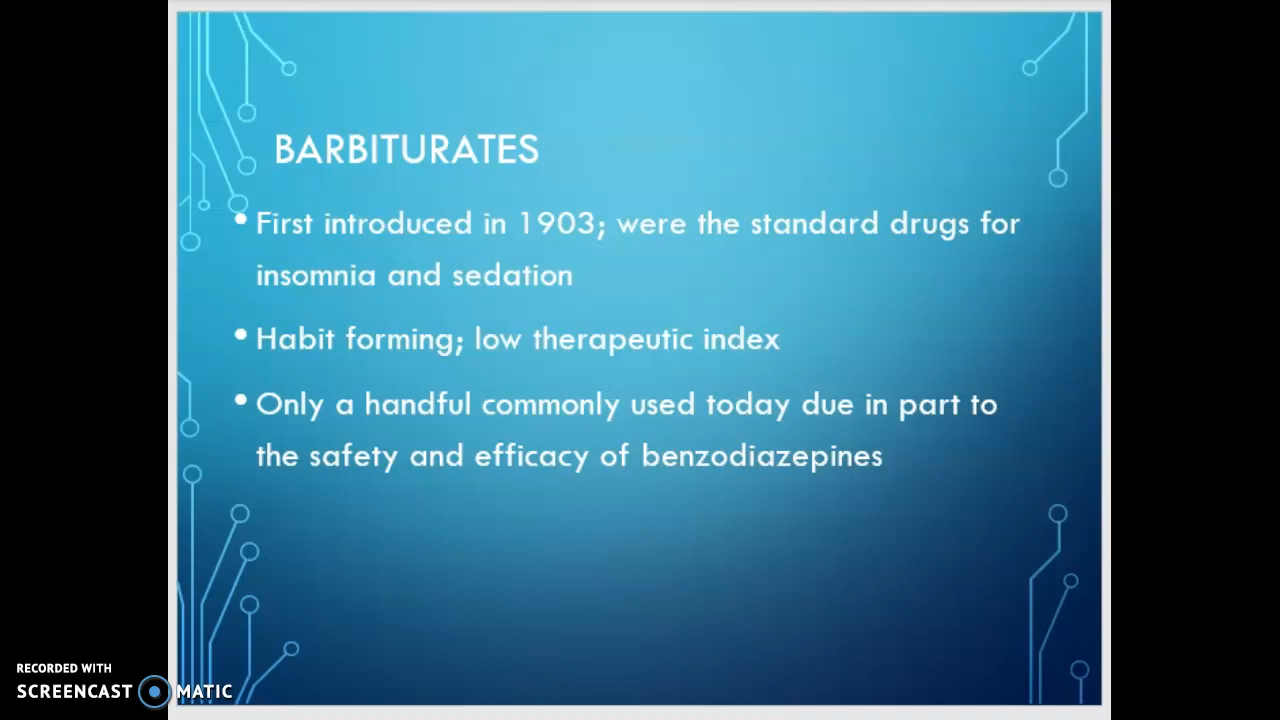 BARBITURATES
• First introduced in 1903; were the standard drugs for
insomnia and sedation
• Habit forming; low therapeutic index
• Only a handful commonly used today due in part to
the safety and efficacy of benzodiazepines
RECORDED WITH
SCREENCAST MATIC